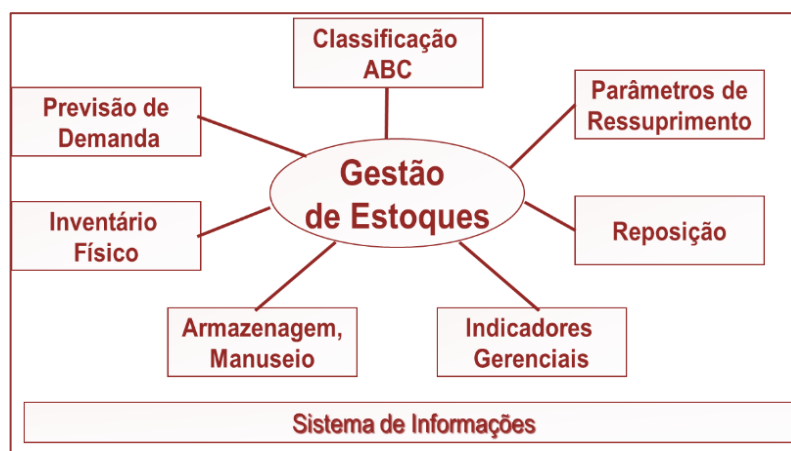 Classificação
ABC
Previsão de
Demanda
Parâmetros de
Ressuprimento
Gestão
de Estoques
Inventário
Físico
Reposição
Armazenagem,
Manuseio
Indicadores
Gerenciais
Sistema de Informações